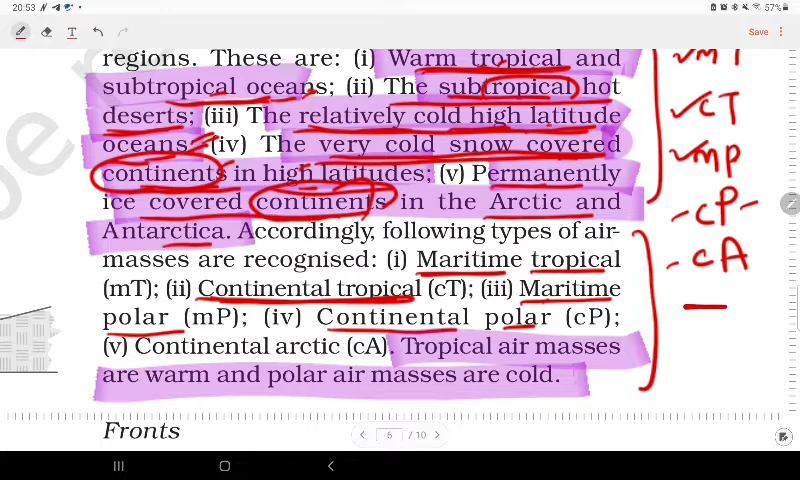 20:53
57%
Save
regions. These are: (i) Warm tropical and
subtropical oceans; (ii) The subtropical hot
deserts; (iii) The relatively cold high latitude
oceans; (iv) The very cold snow covered
continents in high latitudes; (v) Permanently
ice covered continents in the Arctic and
Antarctica. Accordingly, following types of air-
masses are recognised: (i) Maritime tropical
(mT); (ii) Continental tropical (cT); (iii) Maritime
polar (mP); (iv) Continental polar (cP);
(v) Continental arctic (cA). Tropical air masses
are warm and polar air masses are cold.
Fronts
mT
cT
mp
-cP-
-cA
6 / 10